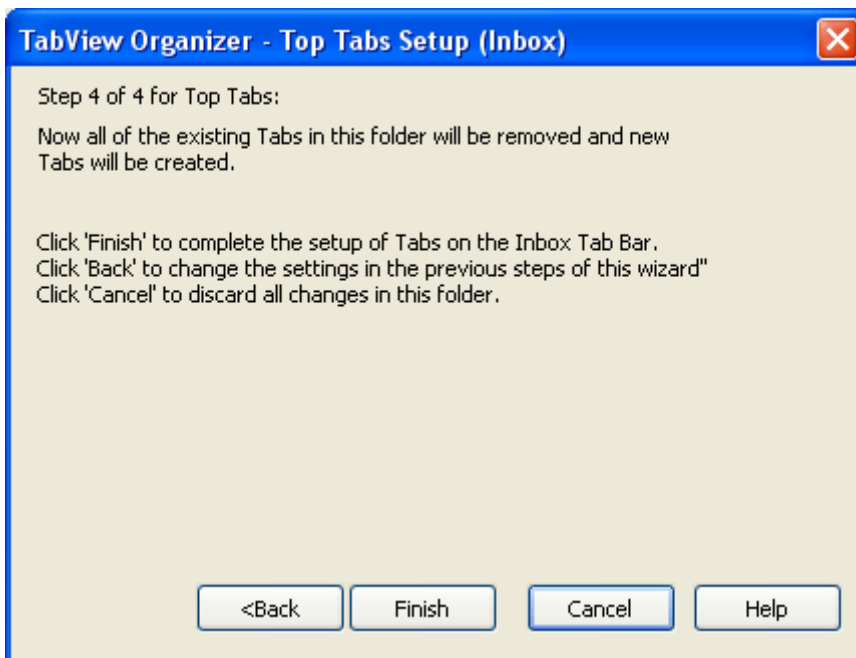 TabView Organizer - Top Tabs Setup (Inbox)
Step 4 of 4 for Top Tabs:
Now all of the existing Tabs in this folder will be removed and new
Tabs will be created.
Click 'Finish' to complete the setup of Tabs on the Inbox Tab Bar.
Click 'Back' to change the settings in the previous steps of this wizard"
Click 'Cancel' to discard all changes in this folder.
<Back Finish Cancel Help